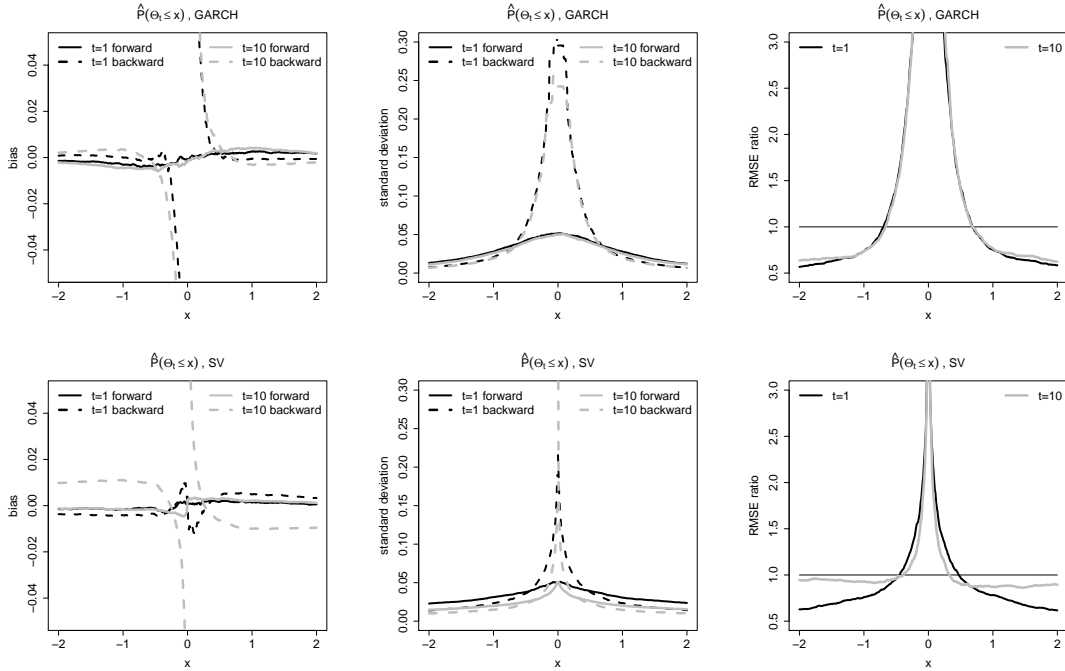 P̂(Θt ≤ x) , GARCH
t=1 forward
t=1 backward
t=10 forward
t=10 backward
0.04
0.02
0.00
−0.02
−0.04
bias
−2 −1 0 1 2
x
P̂(Θt ≤ x) , GARCH
t=1 forward
t=1 backward
t=10 forward
t=10 backward
0.30
0.25
0.20
0.15
0.10
0.05
0.00
standard deviation
−2 −1 0 1 2
x
P̂(Θt ≤ x) , GARCH
t=1
t=10
3.0
2.5
2.0
1.5
1.0
0.5
RMSE ratio
−2 −1 0 1 2
x
P̂(Θt ≤ x) , SV
t=1 forward
t=1 backward
t=10 forward
t=10 backward
0.04
0.02
0.00
−0.02
−0.04
bias
−2 −1 0 1 2
x
P̂(Θt ≤ x) , SV
t=1 forward
t=1 backward
t=10 forward
t=10 backward
0.30
0.25
0.20
0.15
0.10
0.05
0.00
standard deviation
−2 −1 0 1 2
x
P̂(Θt ≤ x) , SV
t=1
t=10
3.0
2.5
2.0
1.5
1.0
0.5
RMSE ratio
−2 −1 0 1 2
x